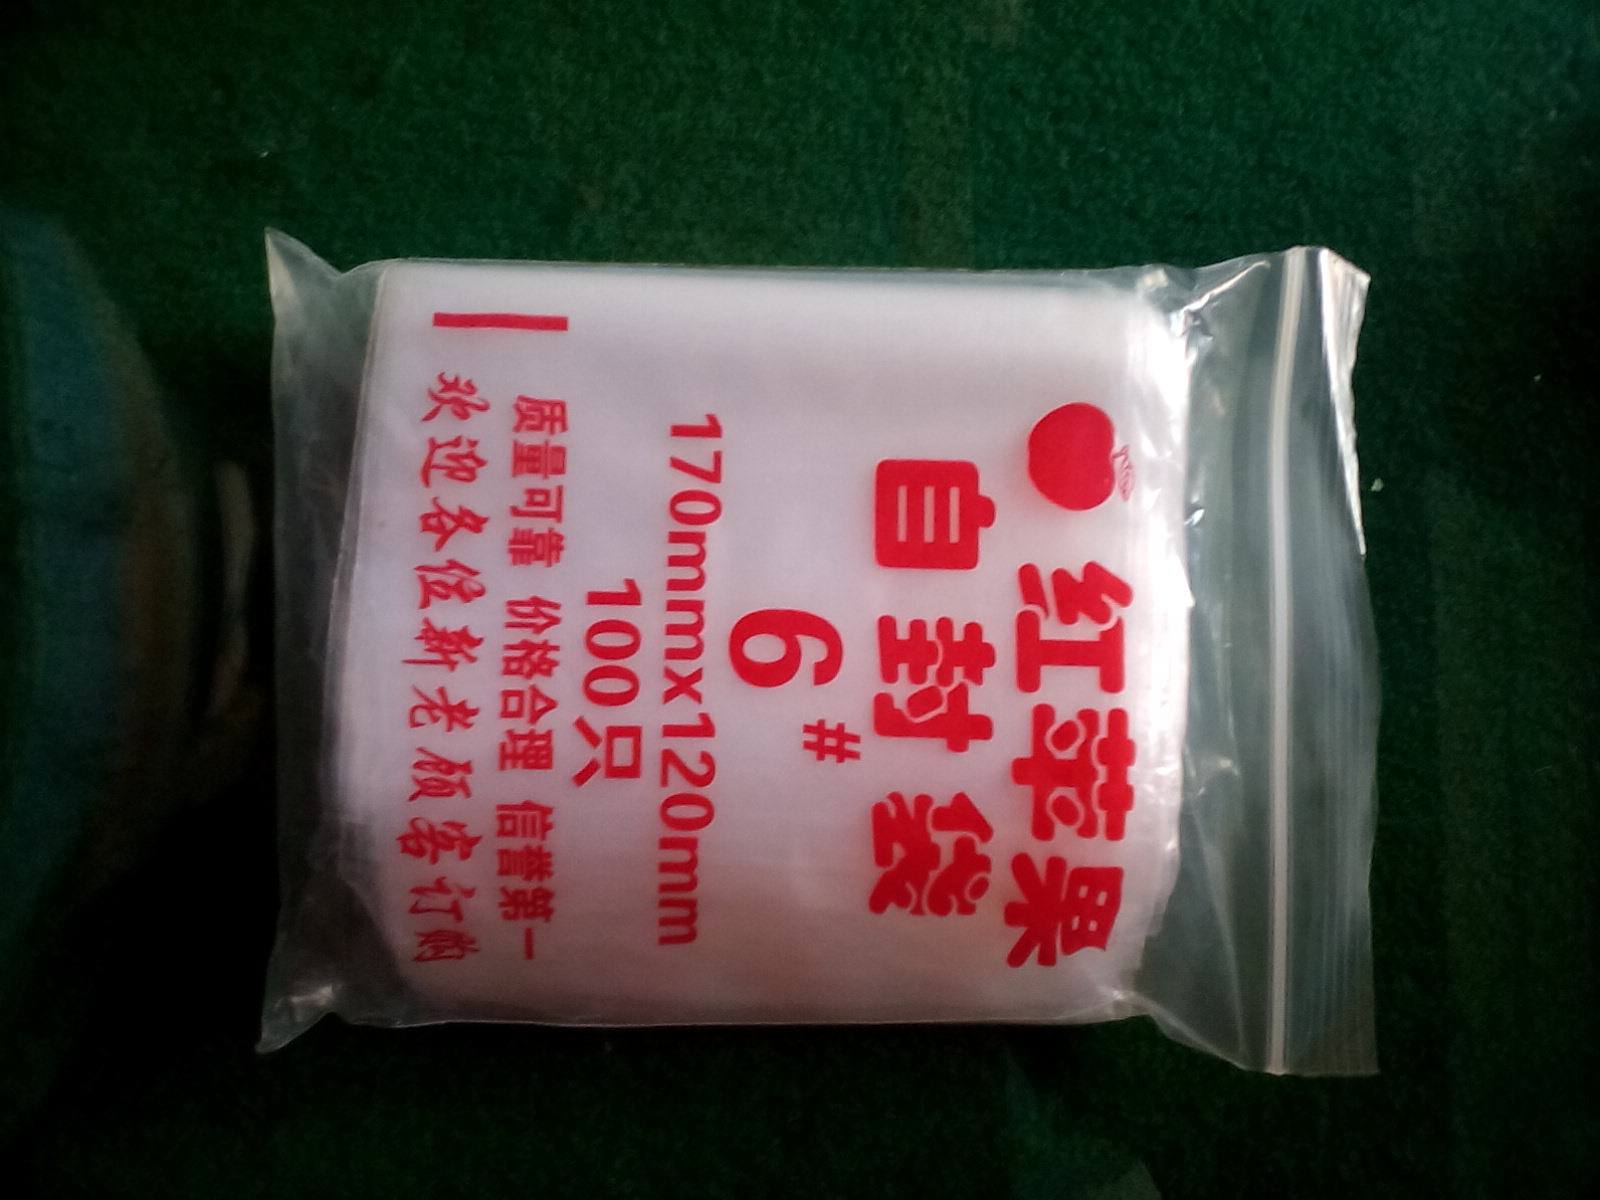 红苹果
自封袋
6#
170mmx120mm
100只
质量可靠 价格合理 信誉第一
欢迎各位新老顾客订购